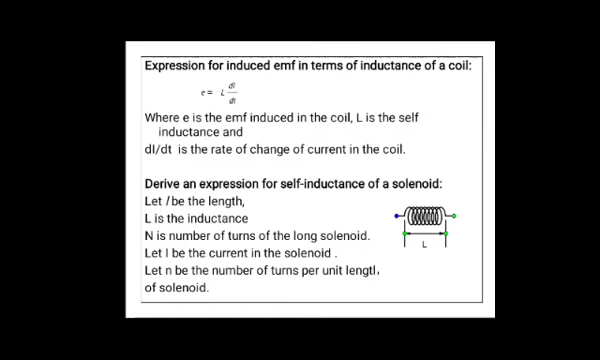 Expression for induced emf in terms of inductance of a coil:
e = L dI/dt
Where e is the emf induced in the coil, L is the self
inductance and
dI/dt is the rate of change of current in the coil.
Derive an expression for self-inductance of a solenoid:
Let l be the length,
L is the inductance
N is number of turns of the long solenoid.
Let I be the current in the solenoid .
Let n be the number of turns per unit length
of solenoid.
L